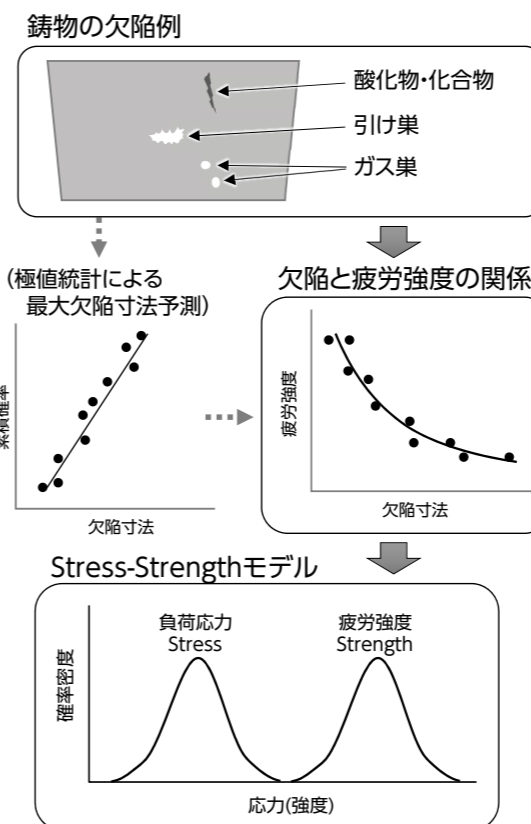 鋳物の欠陥例
酸化物・化合物
引け巣
ガス巣
(極値統計による
最大欠陥寸法予測)
累積確率
欠陥寸法
欠陥と疲労強度の関係
疲労強度
欠陥寸法
Stress-Strengthモデル
負荷応力
Stress
疲労強度
Strength
確率密度
応力(強度)